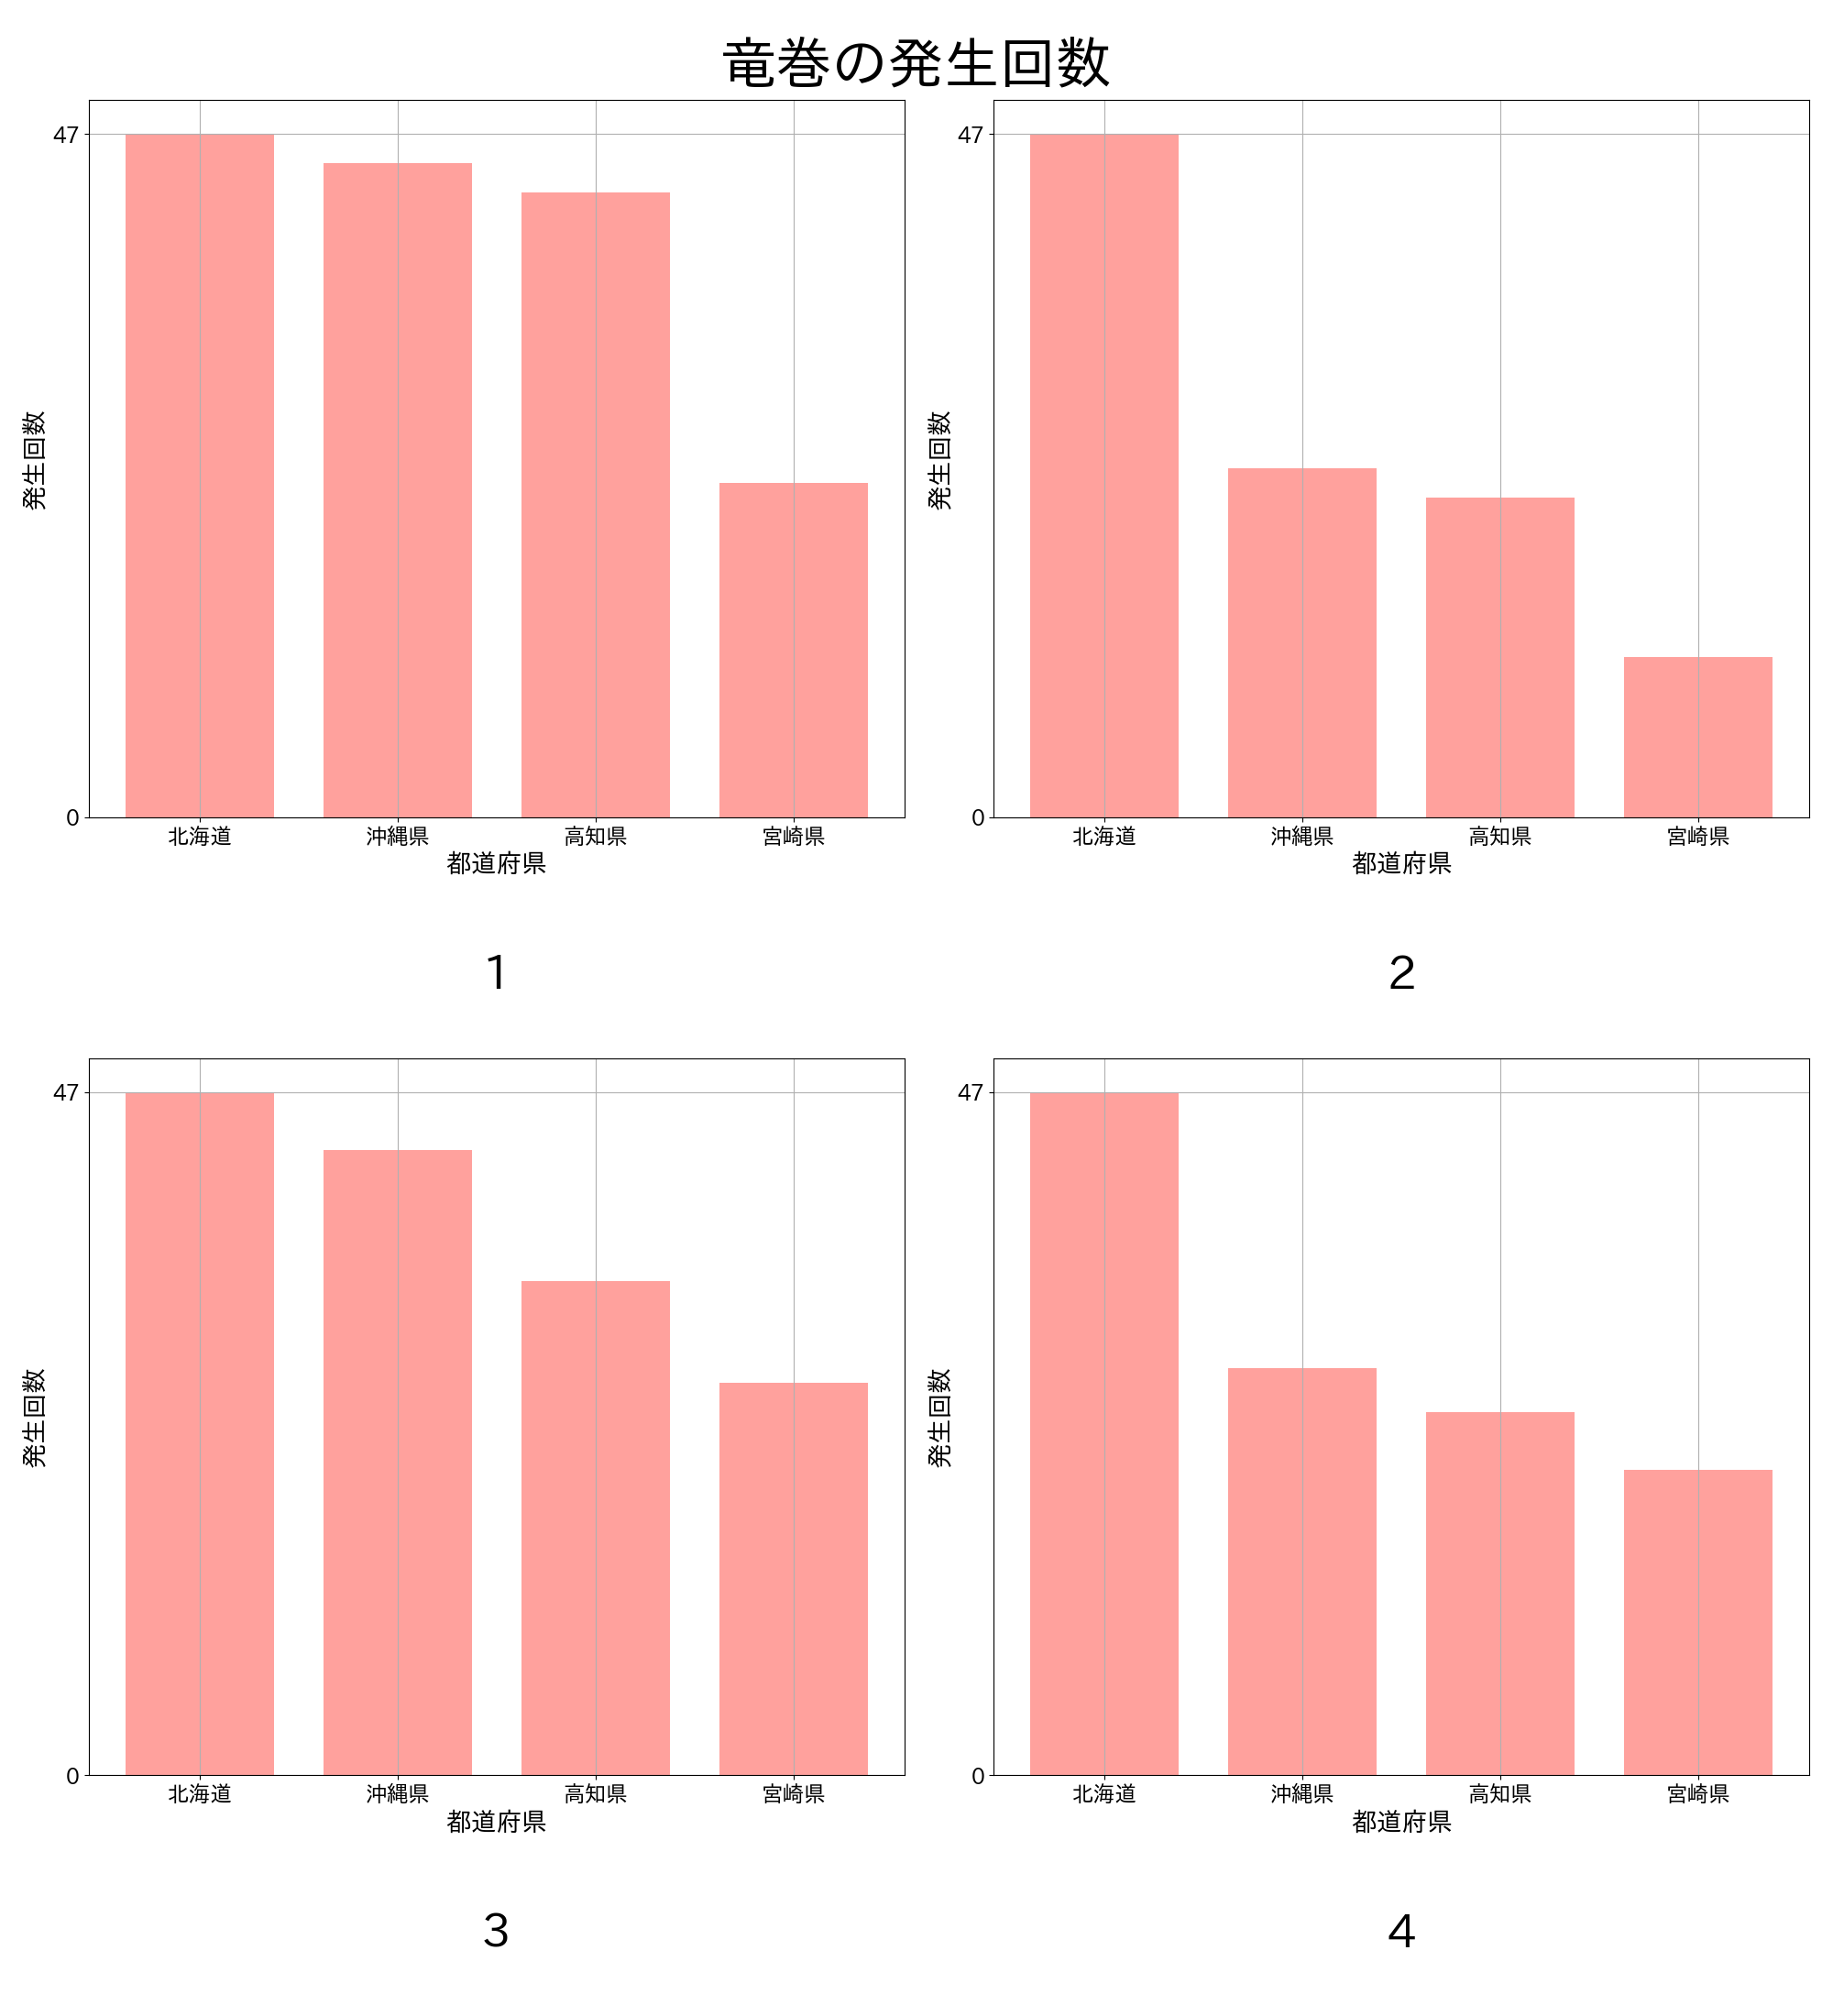 竜巻の発生回数
47
0
発生回数
北海道 沖縄県 高知県 宮崎県
都道府県
1
47
0
発生回数
北海道 沖縄県 高知県 宮崎県
都道府県
2
47
0
発生回数
北海道 沖縄県 高知県 宮崎県
都道府県
3
47
0
発生回数
北海道 沖縄県 高知県 宮崎県
都道府県
4